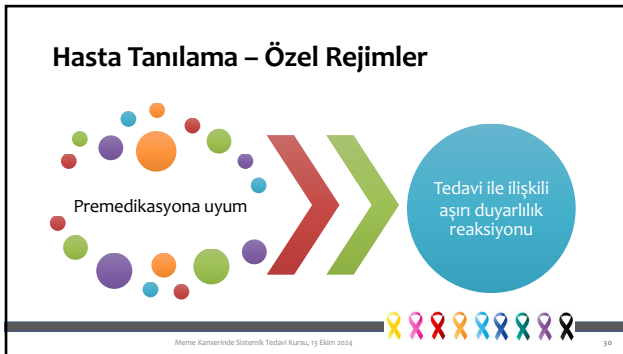 Hasta Tanılama – Özel Rejimler
Premedikasyona uyum
Tedavi ile ilişkili
aşırı duyarlılık
reaksiyonu
Meme Kanserinde Sistemik Tedavi Kursu, 13 Ekim 2024
30